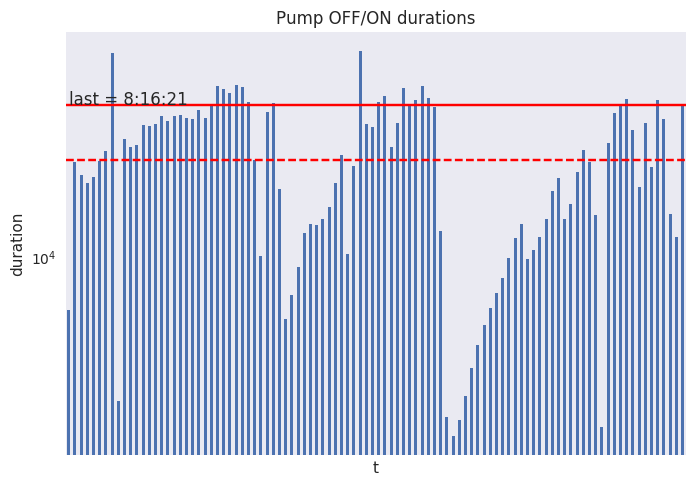 Pump OFF/ON durations
last = 8:16:21
duration
10⁴
t